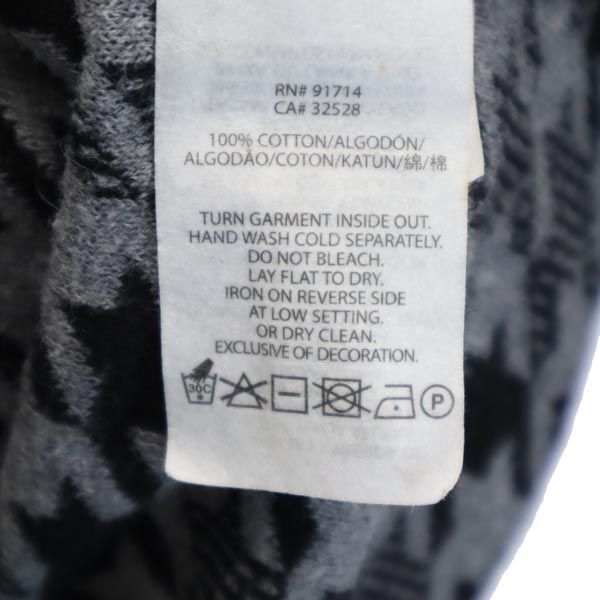 RN# 91714
CA# 32528
100% COTTON/ALGODÓN/
ALGODÃO/COTON/KATUN/綿/棉
TURN GARMENT INSIDE OUT.
HAND WASH COLD SEPARATELY.
DO NOT BLEACH.
LAY FLAT TO DRY.
IRON ON REVERSE SIDE
AT LOW SETTING.
OR DRY CLEAN.
EXCLUSIVE OF DECORATION.
30C P